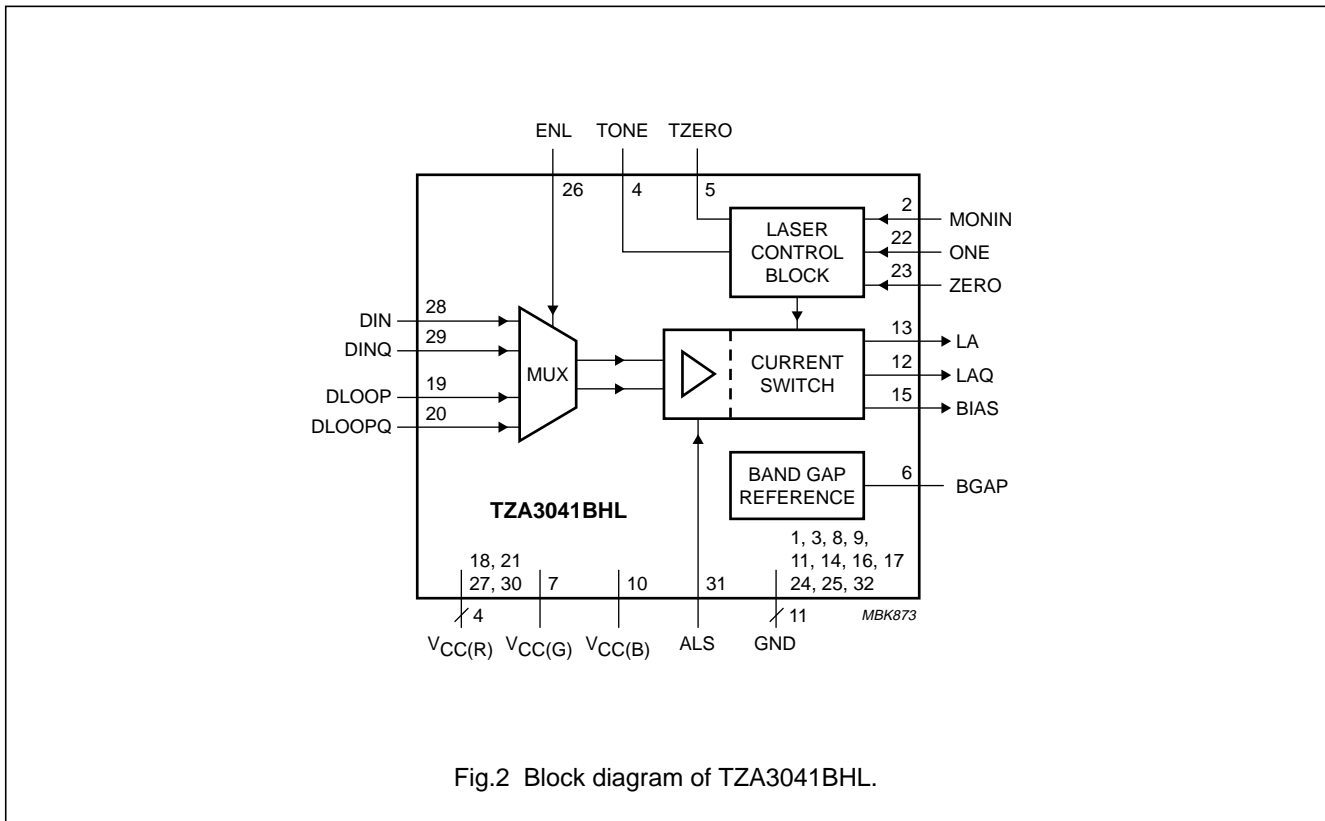 ENL TONE TZERO
26 4 5
2 MONIN
LASER
CONTROL
BLOCK
22 ONE
23 ZERO
DIN 28
DINQ 29
DLOOP 19
DLOOPQ 20
MUX
CURRENT
SWITCH
13 LA
12 LAQ
15 BIAS
BAND GAP
REFERENCE
6 BGAP
TZA3041BHL
18, 21
27, 30
7 10 31
1, 3, 8, 9,
11, 14, 16, 17
24, 25, 32
4 11
MBK873
VCC(R) VCC(G) VCC(B) ALS GND
Fig.2 Block diagram of TZA3041BHL.